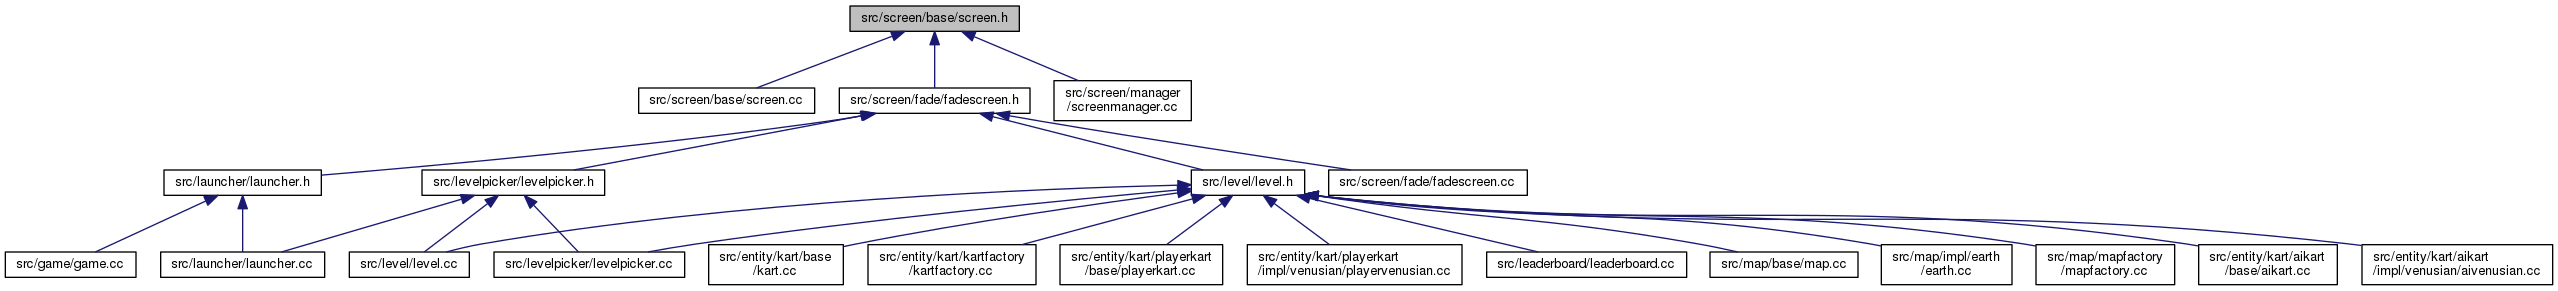 src/screen/base/screen.h
src/screen/base/screen.cc
src/screen/fade/fadescreen.h
src/screen/manager
/screenmanager.cc
src/launcher/launcher.h
src/levelpicker/levelpicker.h
src/level/level.h
src/screen/fade/fadescreen.cc
src/game/game.cc
src/launcher/launcher.cc
src/level/level.cc
src/levelpicker/levelpicker.cc
src/entity/kart/base
/kart.cc
src/entity/kart/kartfactory
/kartfactory.cc
src/entity/kart/playerkart
/base/playerkart.cc
src/entity/kart/playerkart
/impl/venusian/playervenusian.cc
src/leaderboard/leaderboard.cc
src/map/base/map.cc
src/map/impl/earth
/earth.cc
src/map/mapfactory
/mapfactory.cc
src/entity/kart/aikart
/base/aikart.cc
src/entity/kart/aikart
/impl/venusian/aivenusian.cc